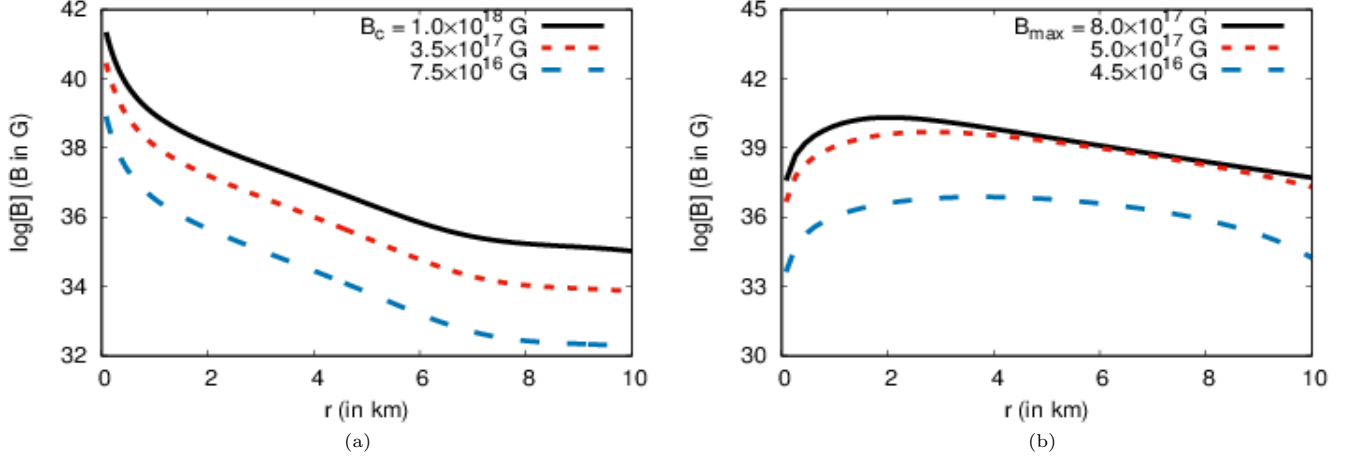 42
40
38
36
34
32
log[B] (B in G)
B_c = 1.0×10^18 G
3.5×10^17 G
7.5×10^16 G
0 2 4 6 8 10
r (in km)
(a)
45
42
39
36
33
30
log[B] (B in G)
B_max = 8.0×10^17 G
5.0×10^17 G
4.5×10^16 G
0 2 4 6 8 10
r (in km)
(b)